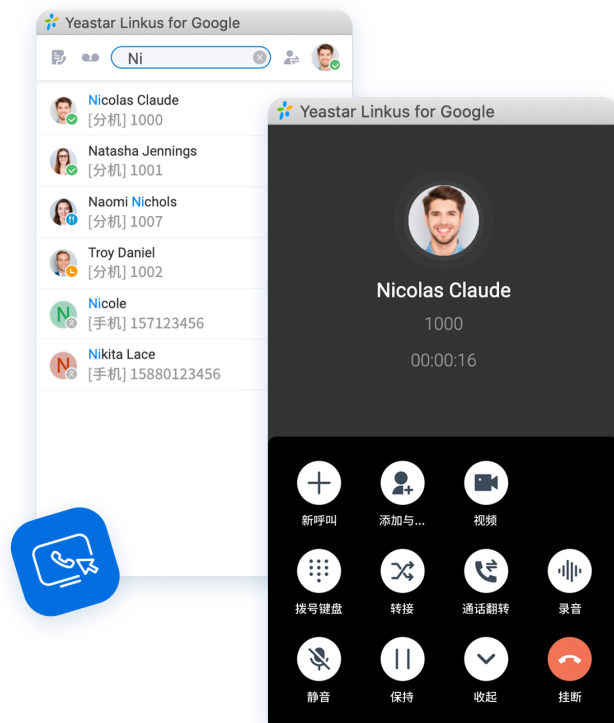 Yeastar Linkus for Google
Ni
Nicolas Claude
[分机] 1000
Natasha Jennings
[分机] 1001
Naomi Nichols
[分机] 1007
Troy Daniel
[分机] 1002
N
Nicole
[手机] 157123456
N
Nikita Lace
[手机] 15880123456
Yeastar Linkus for Google
Nicolas Claude
1000
00:00:16
新呼叫 添加与... 视频
拨号键盘 转接 通话翻转 录音
静音 保持 收起 挂断